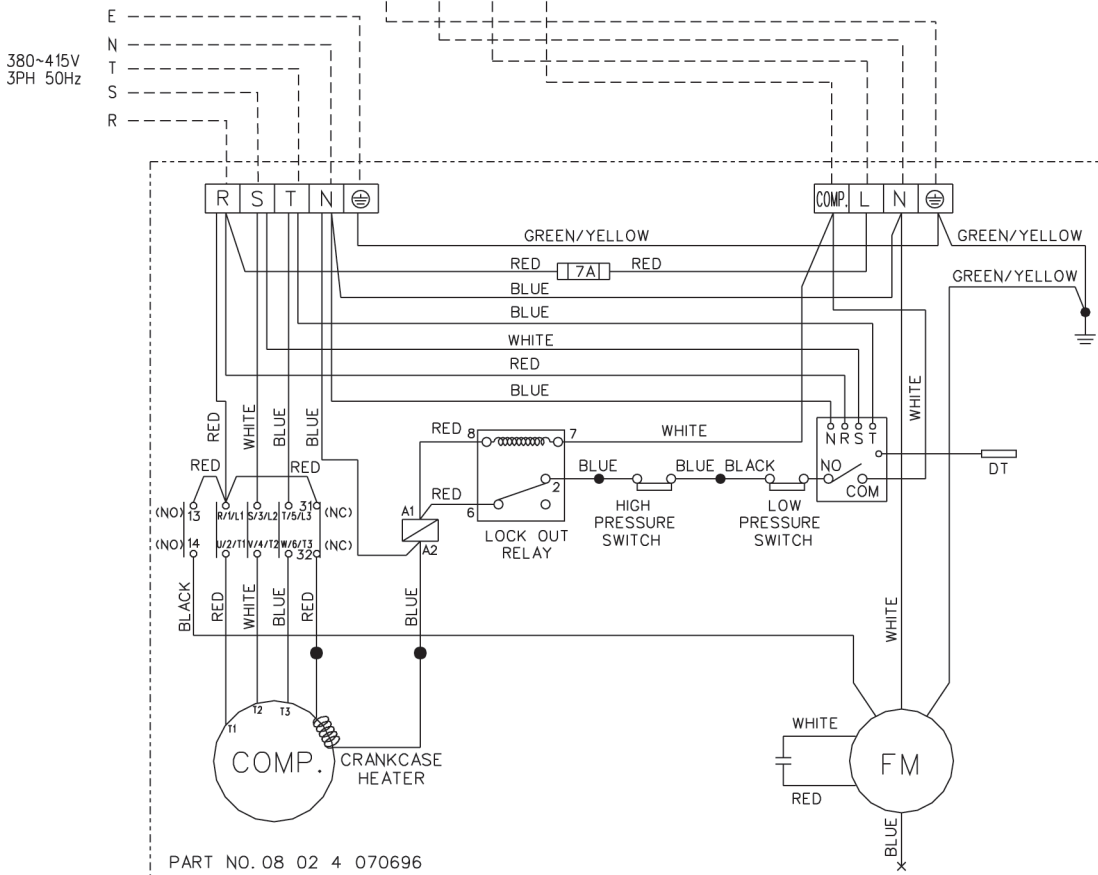 E
N
380~415V
T
3PH 50Hz
S
R
R S T N
COMP. L N
GREEN/YELLOW
GREEN/YELLOW
RED 7A RED
GREEN/YELLOW
BLUE
BLUE
WHITE
RED
BLUE
RED
WHITE
BLUE
BLUE
WHITE
N R S T
RED 8 7 WHITE
RED RED
BLUE BLUE BLACK NO
DT
2
COM
RED
6
HIGH
PRESSURE
SWITCH
LOW
PRESSURE
SWITCH
LOCK OUT
RELAY
(NO) 13 R/1/L1 S/3/L2 T/5/L3 31 (NC)
A1
(NO) 14 U/2/T1 V/4/T2 W/6/T3 32 (NC)
A2
BLACK
RED
WHITE
BLUE
RED
BLUE
WHITE
T1 T2 T3
COMP.
CRANKCASE
HEATER
WHITE
FM
RED
BLUE
PART NO. 08 02 4 070696